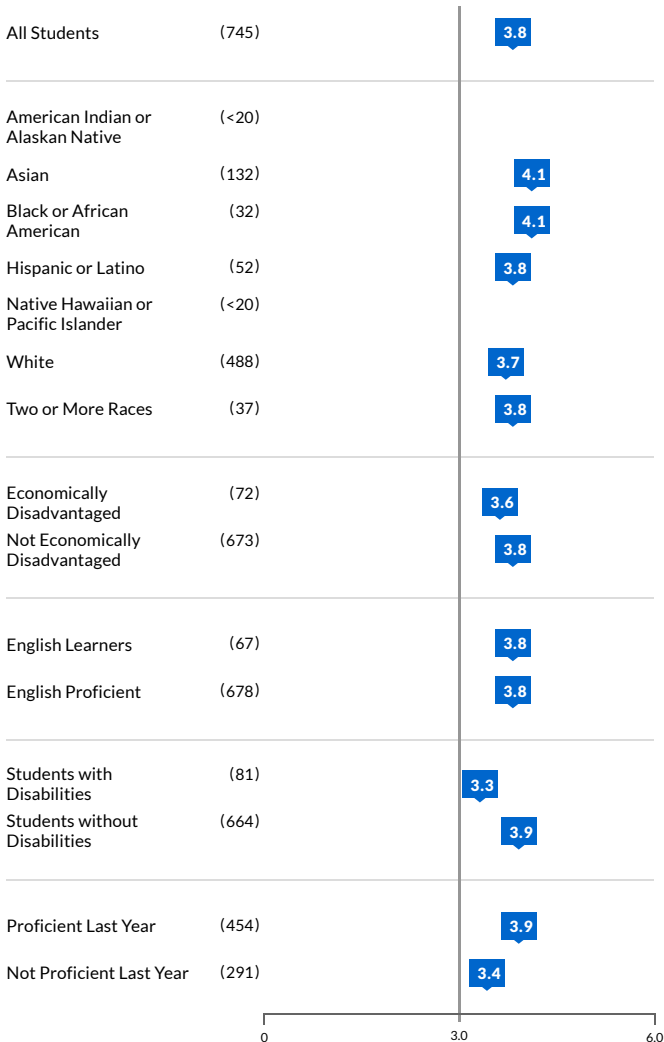 All Students (745) 3.8
American Indian or (<20)
Alaskan Native
Asian (132) 4.1
Black or African (32) 4.1
American
Hispanic or Latino (52) 3.8
Native Hawaiian or (<20)
Pacific Islander
White (488) 3.7
Two or More Races (37) 3.8
Economically (72) 3.6
Disadvantaged
Not Economically (673) 3.8
Disadvantaged
English Learners (67) 3.8
English Proficient (678) 3.8
Students with (81) 3.3
Disabilities
Students without (664) 3.9
Disabilities
Proficient Last Year (454) 3.9
Not Proficient Last Year (291) 3.4
0 3.0 6.0